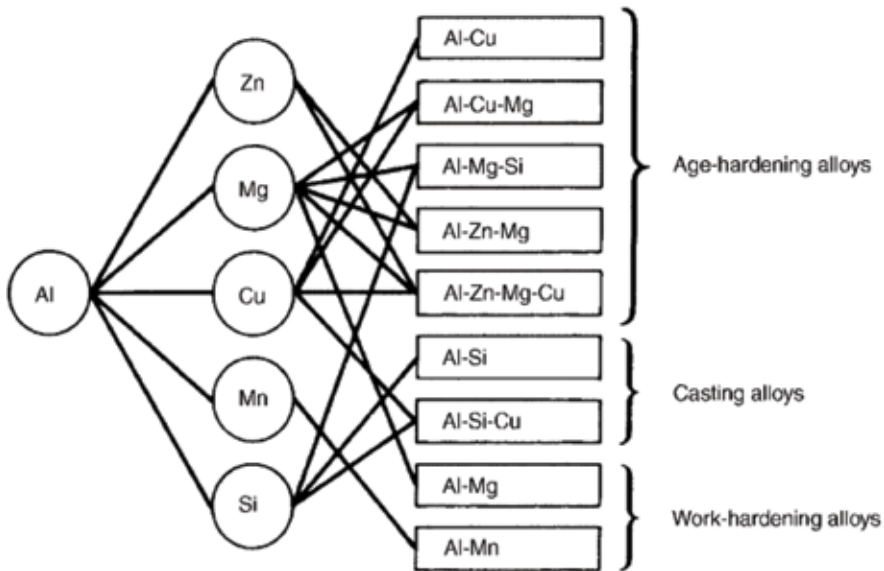 Al
Zn
Mg
Cu
Mn
Si
Al-Cu
Al-Cu-Mg
Al-Mg-Si
Al-Zn-Mg
Al-Zn-Mg-Cu
Al-Si
Al-Si-Cu
Al-Mg
Al-Mn
Age-hardening alloys
Casting alloys
Work-hardening alloys